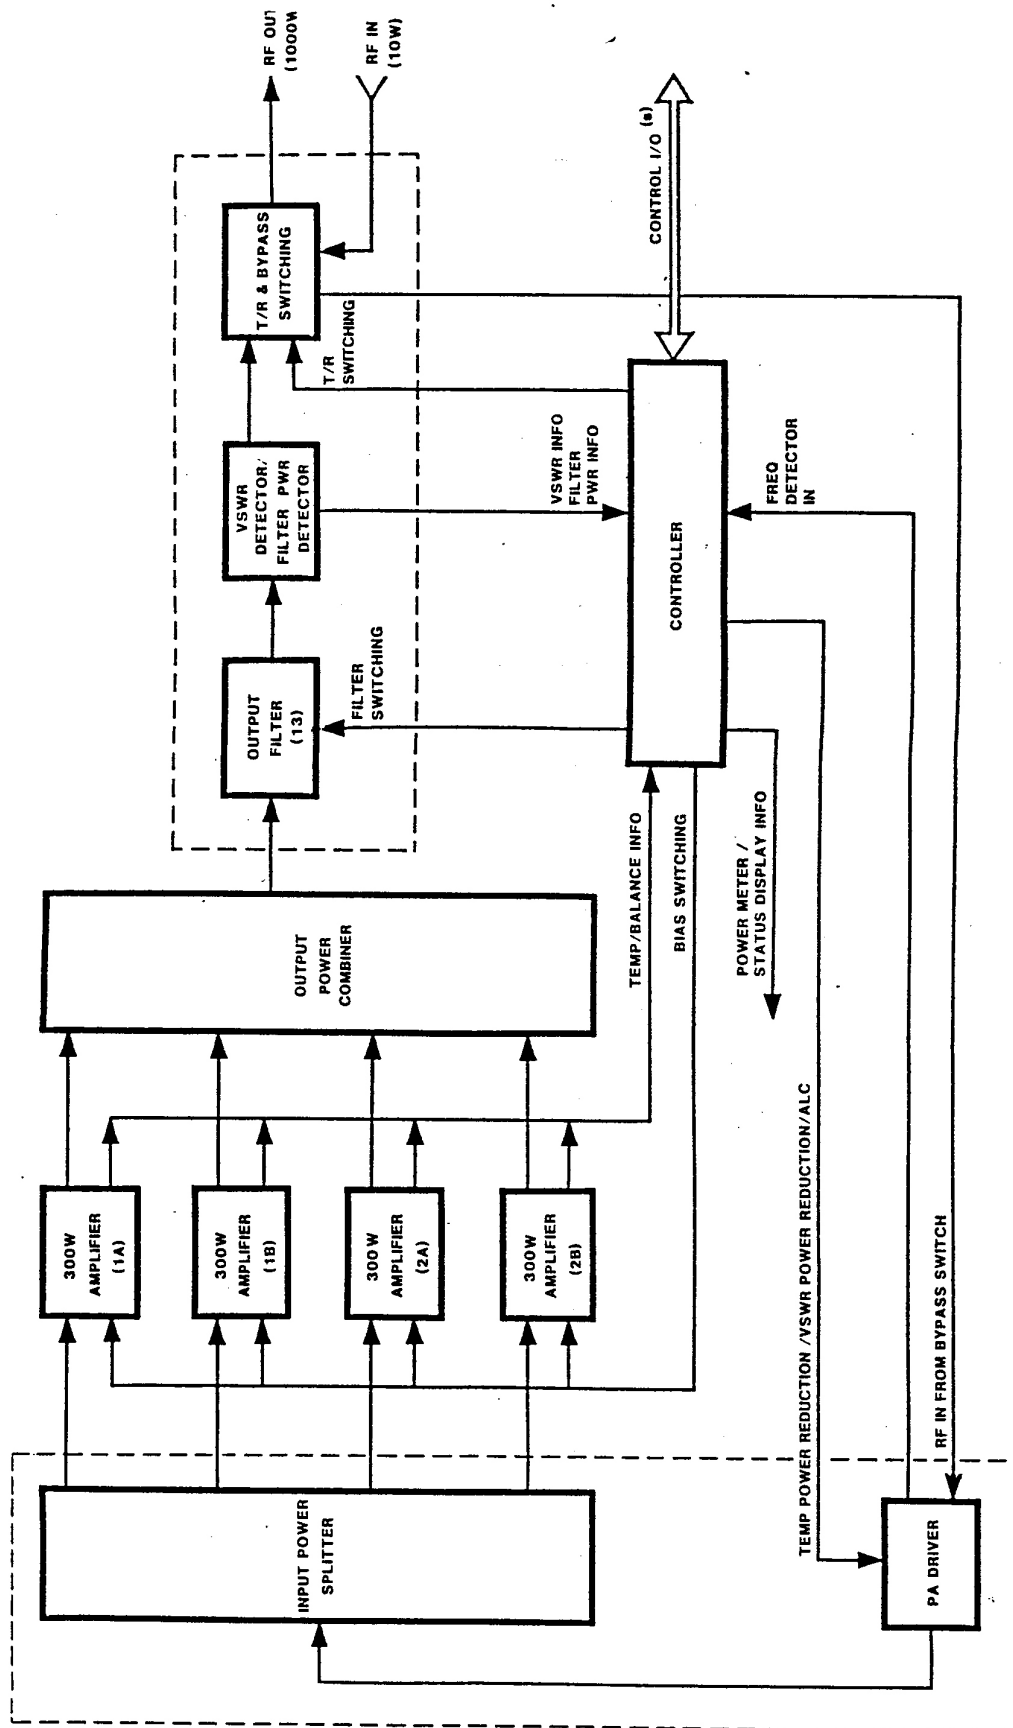 RF OUT
(1000W
RF IN
(10W)
T/R & BYPASS
SWITCHING
T/R
SWITCHING
CONTROL I/O (s)
VSWR
DETECTOR/
FILTER PWR
DETECTOR
VSWR INFO
FILTER
PWR INFO
FREQ
DETECTOR
IN
CONTROLLER
OUTPUT
FILTER
(13)
FILTER
SWITCHING
OUTPUT
POWER
COMBINER
TEMP/BALANCE INFO
BIAS SWITCHING
POWER METER /
STATUS DISPLAY INFO
300W
AMPLIFIER
(1A)
300W
AMPLIFIER
(1B)
300W
AMPLIFIER
(2A)
300W
AMPLIFIER
(2B)
TEMP POWER REDUCTION /VSWR POWER REDUCTION/ALC
RF IN FROM BYPASS SWITCH
INPUT POWER
SPLITTER
PA DRIVER